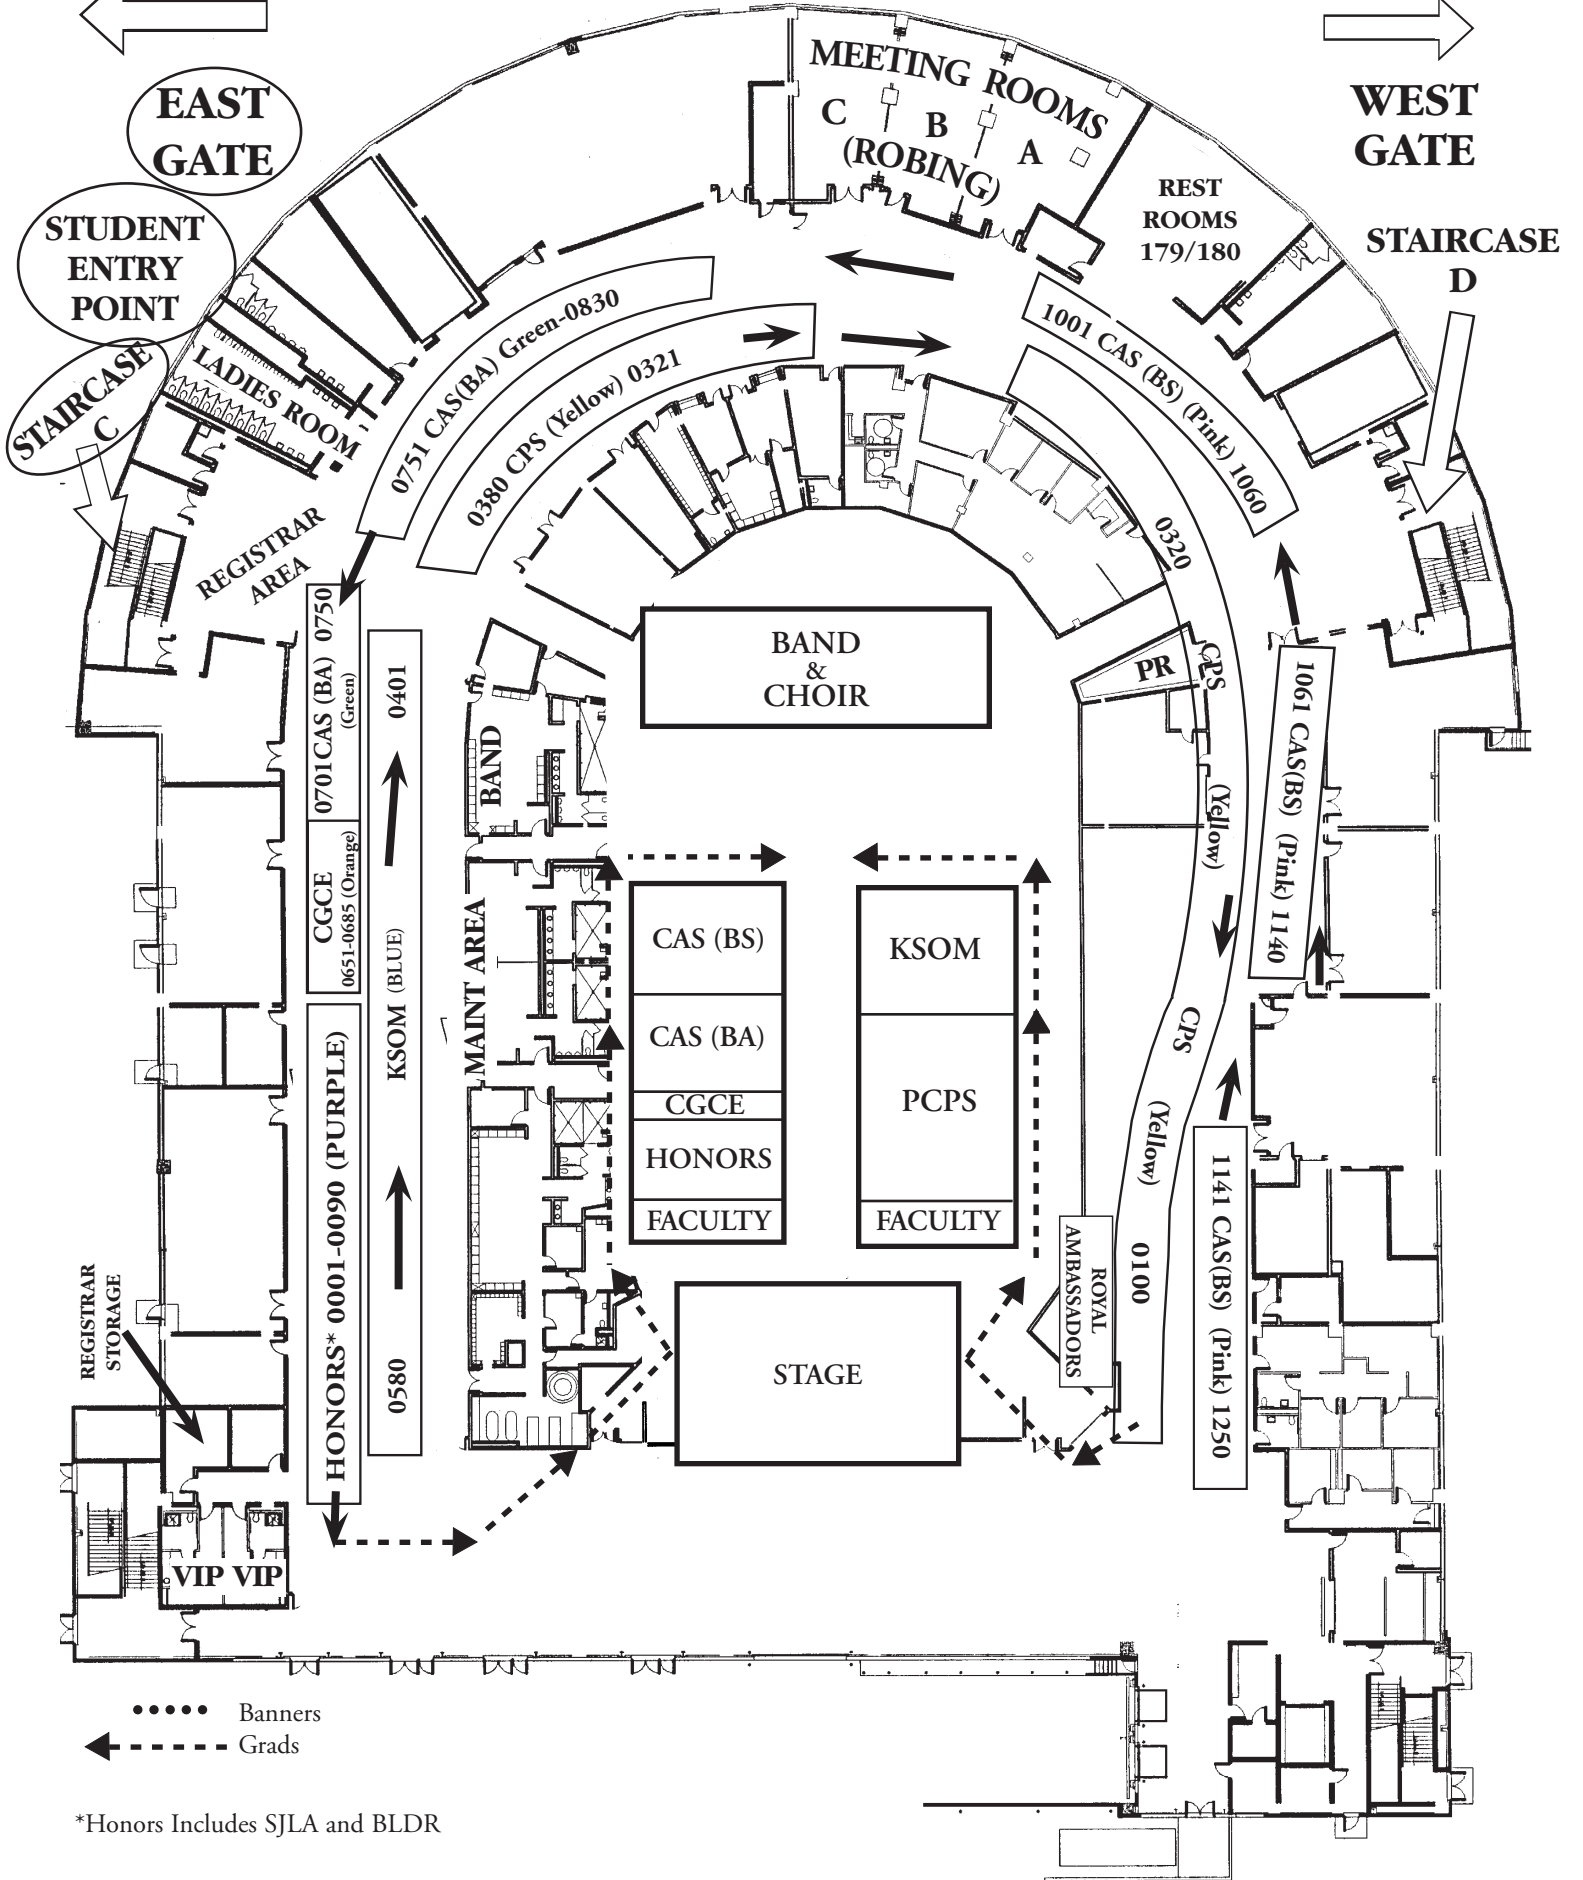 EAST
GATE
STUDENT
ENTRY
POINT
STAIRCASE
C
LADIES ROOM
REGISTRAR
AREA
MEETING ROOMS
C
B
A
(ROBING)
REST
ROOMS
179/180
WEST
GATE
STAIRCASE
D
0751 CAS(BA) Green-0830
0380 CPS (Yellow) 0321
1001 CAS (BS) (Pink) 1060
0320
CPS
(Yellow)
CPS
(Yellow)
0100
PR
1061 CAS(BS) (Pink) 1140
1141 CAS(BS) (Pink) 1250
0701CAS (BA) 0750
(Green)
CGCE
0651-0685 (Orange)
HONORS* 0001-0090 (PURPLE)
0401
KSOM (BLUE)
0580
BAND
MAINT AREA
BAND
&
CHOIR
CAS (BS)
CAS (BA)
CGCE
HONORS
FACULTY
KSOM
PCPS
FACULTY
STAGE
ROYAL
AMBASSADORS
REGISTRAR
STORAGE
VIP VIP
Banners
Grads
*Honors Includes SJLA and BLDR